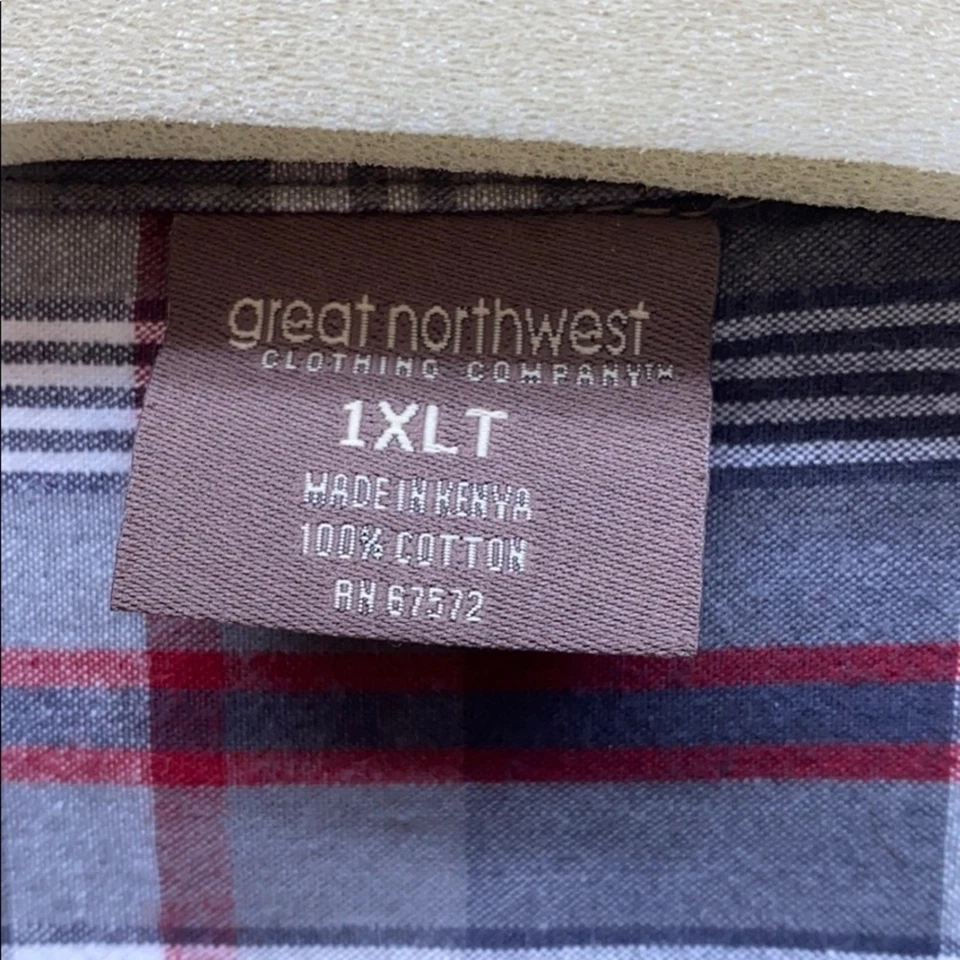 great northwest
CLOTHING COMPANY™
1XLT
MADE IN KENYA
100% COTTON
RN 67572